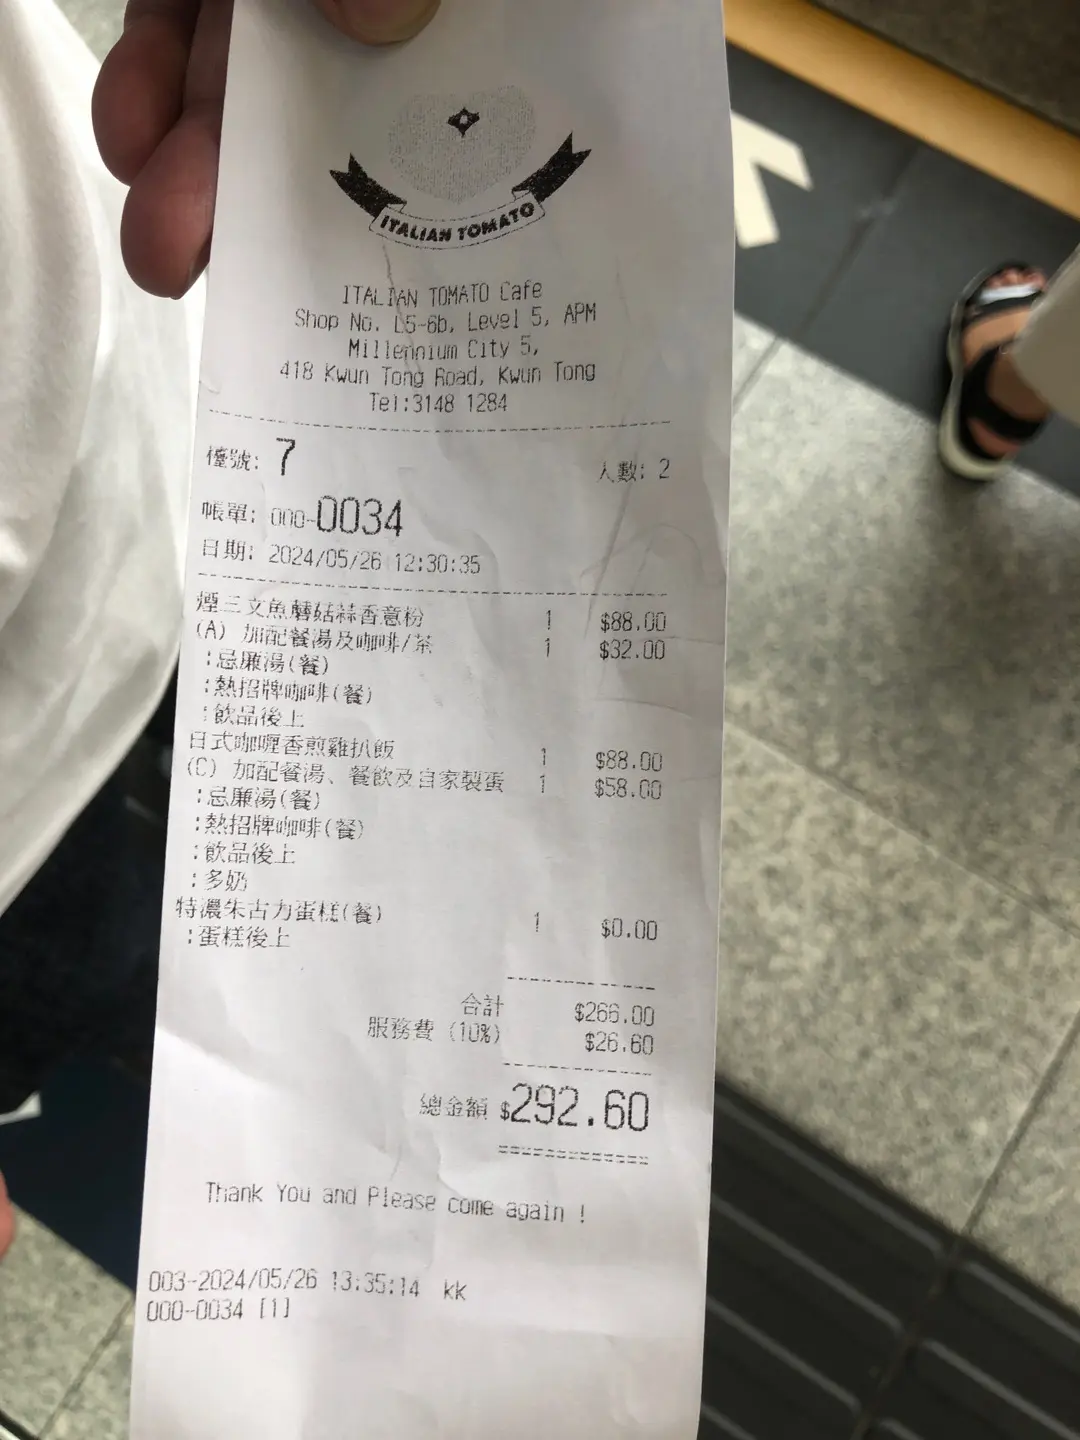 ITALIAN TOMATO
ITALIAN TOMATO Cafe
Shop No. L5-6b, Level 5, APM
Millennium City 5,
418 Kwun Tong Road, Kwun Tong
Tel:3148 1284
檯號: 7 人數: 2
帳單: 000-0034
日期: 2024/05/26 12:30:35
煙三文魚蘑菇蒜香意粉 1 $88.00
(A) 加配餐湯及咖啡/茶 1 $32.00
:忌廉湯(餐)
:熱招牌咖啡(餐)
:飲品後上
日式咖喱香煎雞扒飯 1 $88.00
(C) 加配餐湯、餐飲及自家製蛋 1 $58.00
:忌廉湯(餐)
:熱招牌咖啡(餐)
:飲品後上
:多奶
特濃朱古力蛋糕(餐) 1 $0.00
:蛋糕後上
合計 $266.00
服務費 (10%) $26.60
總金額 $292.60
Thank You and Please come again !
003-2024/05/26 13:35:14 kk
000-0034 [1]